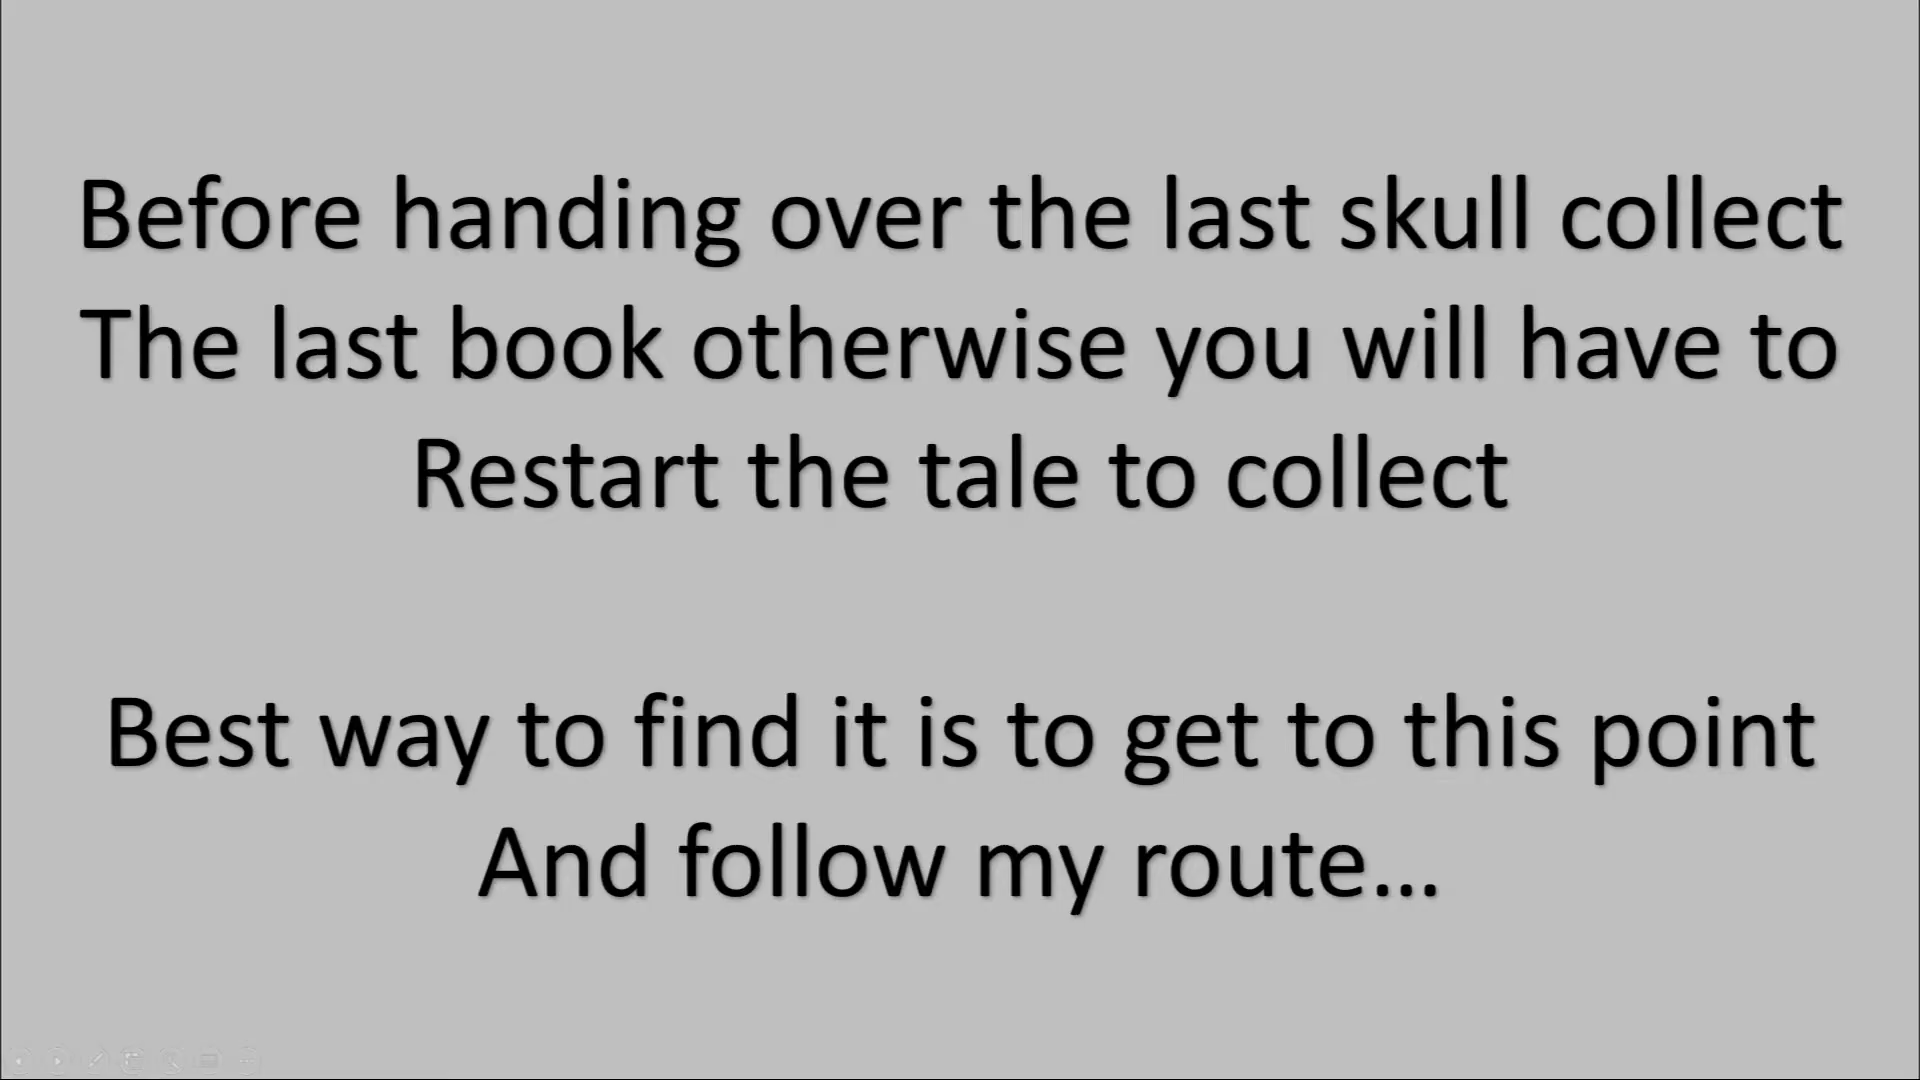 Before handing over the last skull collect
The last book otherwise you will have to
Restart the tale to collect
Best way to find it is to get to this point
And follow my route...